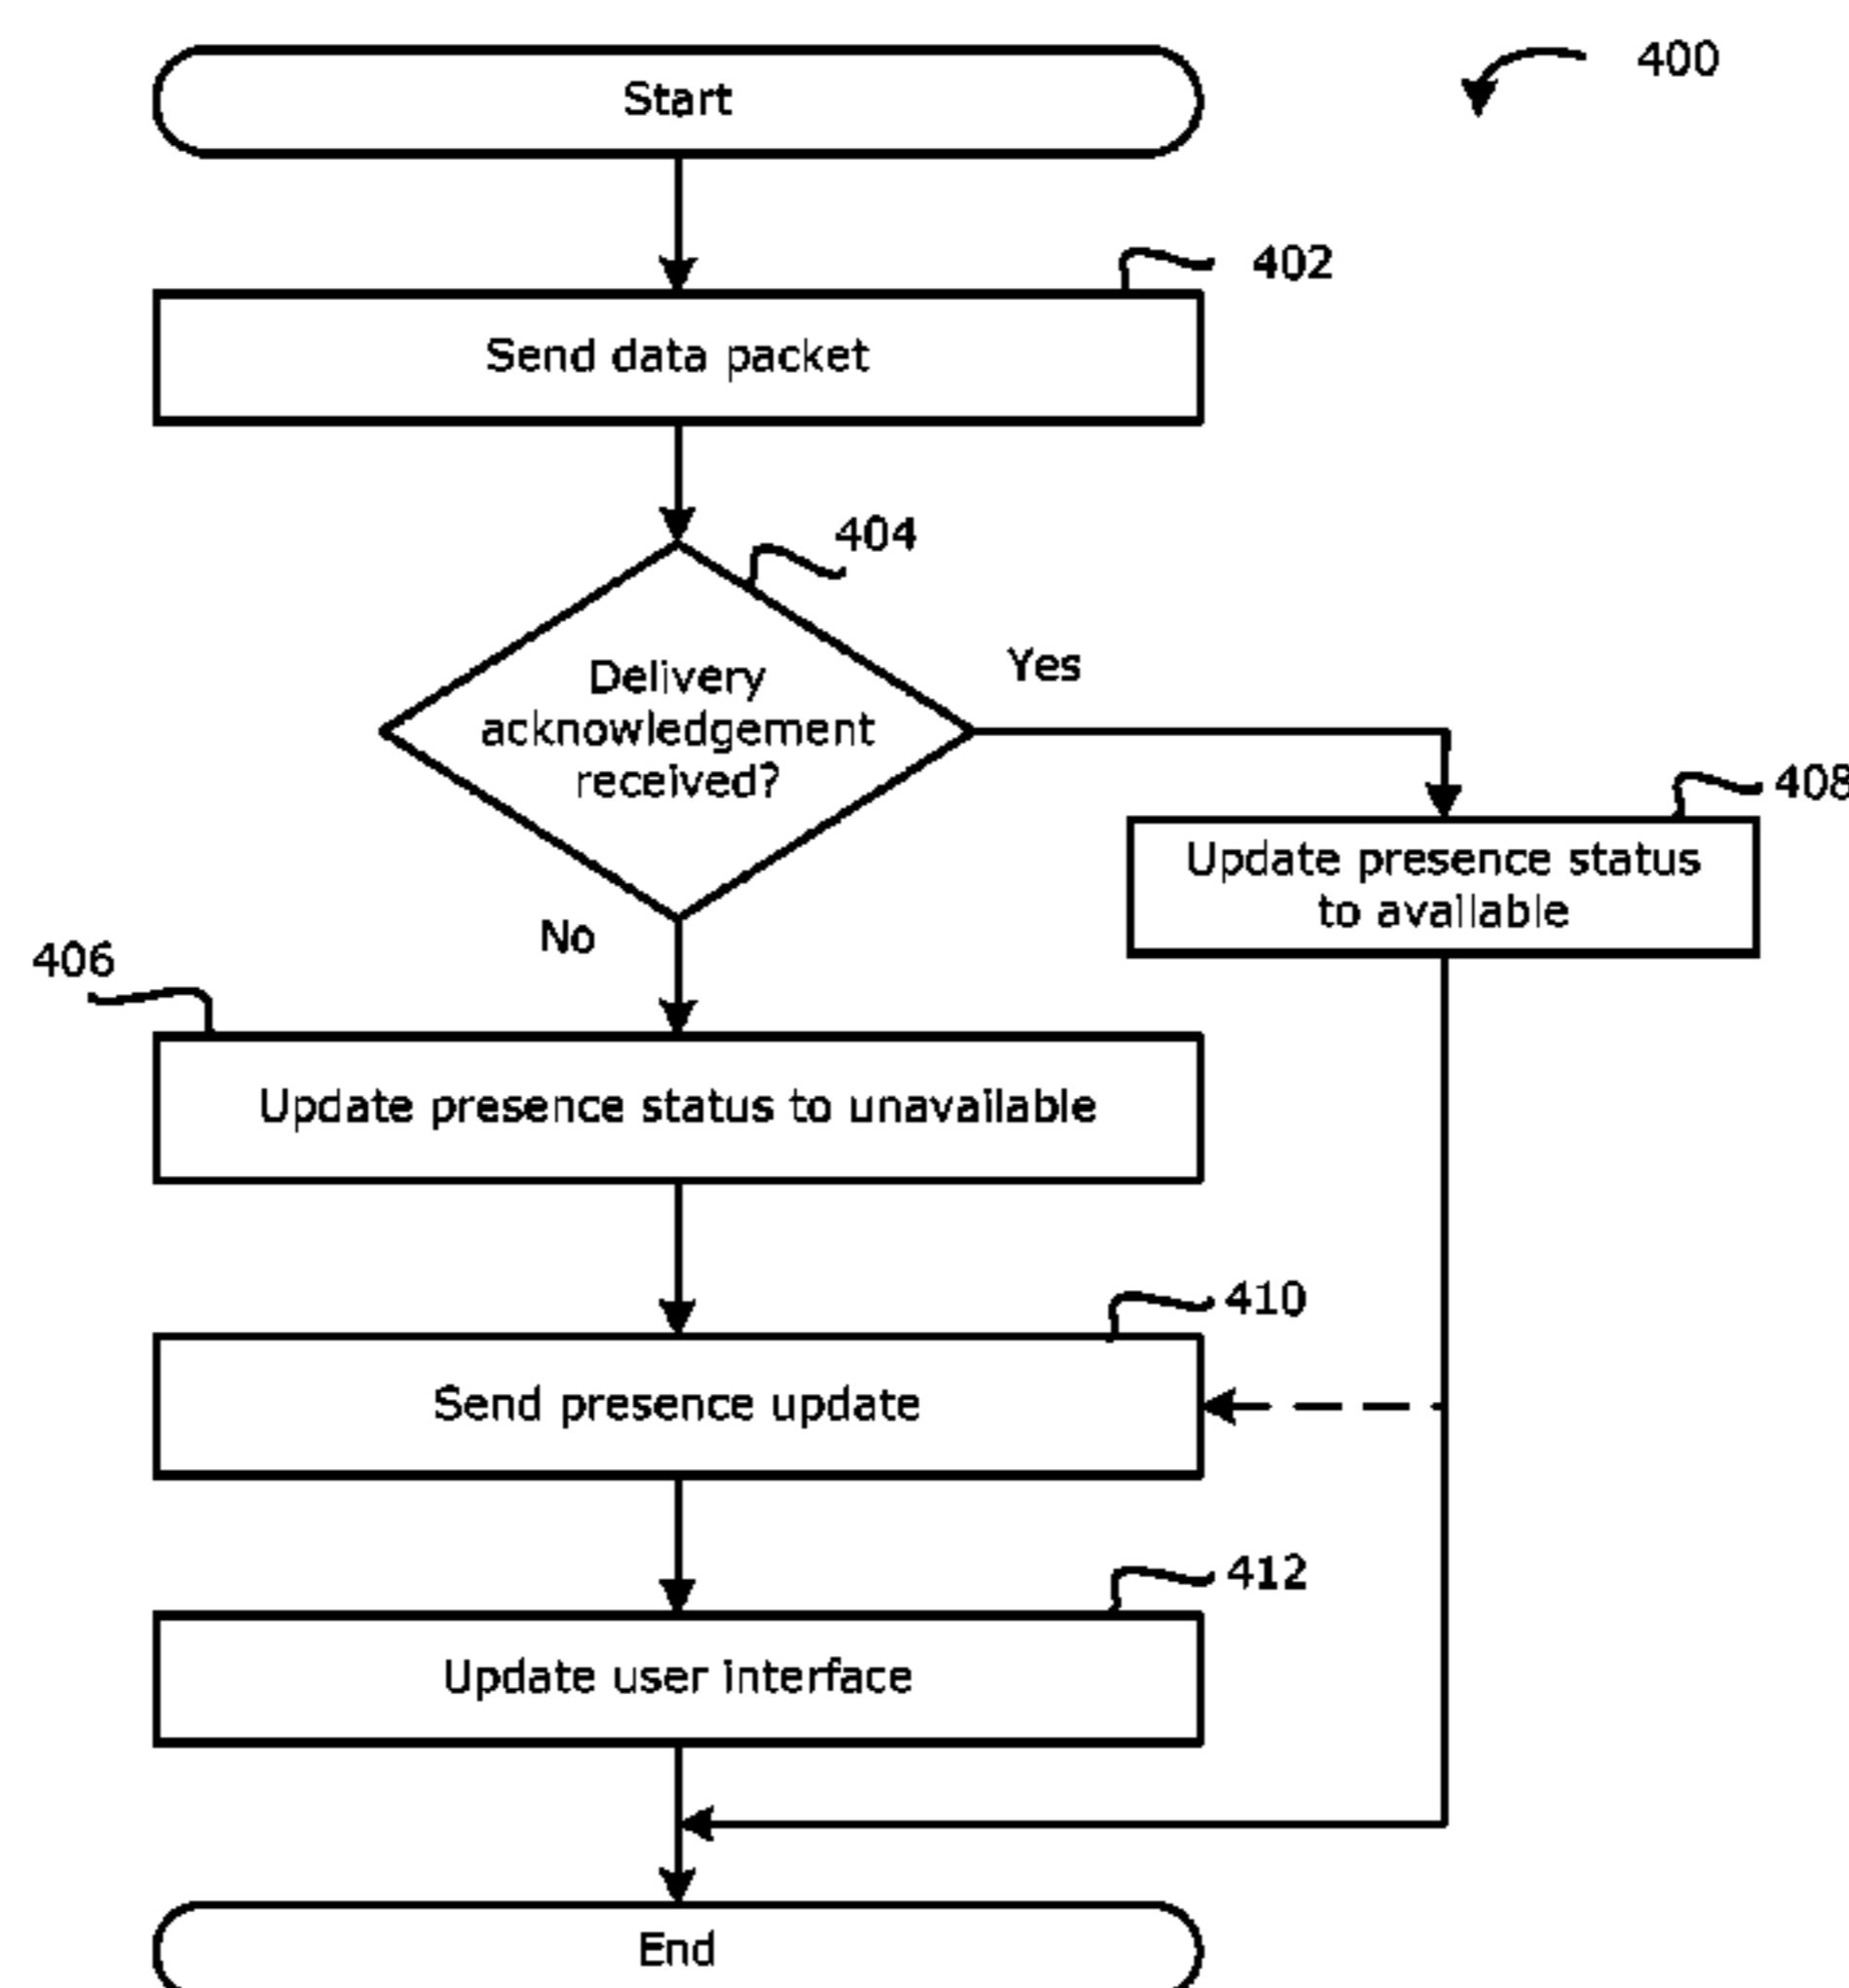 Start
400
402
Send data packet
404
Delivery
acknowledgement
received?
Yes
408
Update presence status
to available
No
406
Update presence status to unavailable
410
Send presence update
412
Update user interface
End